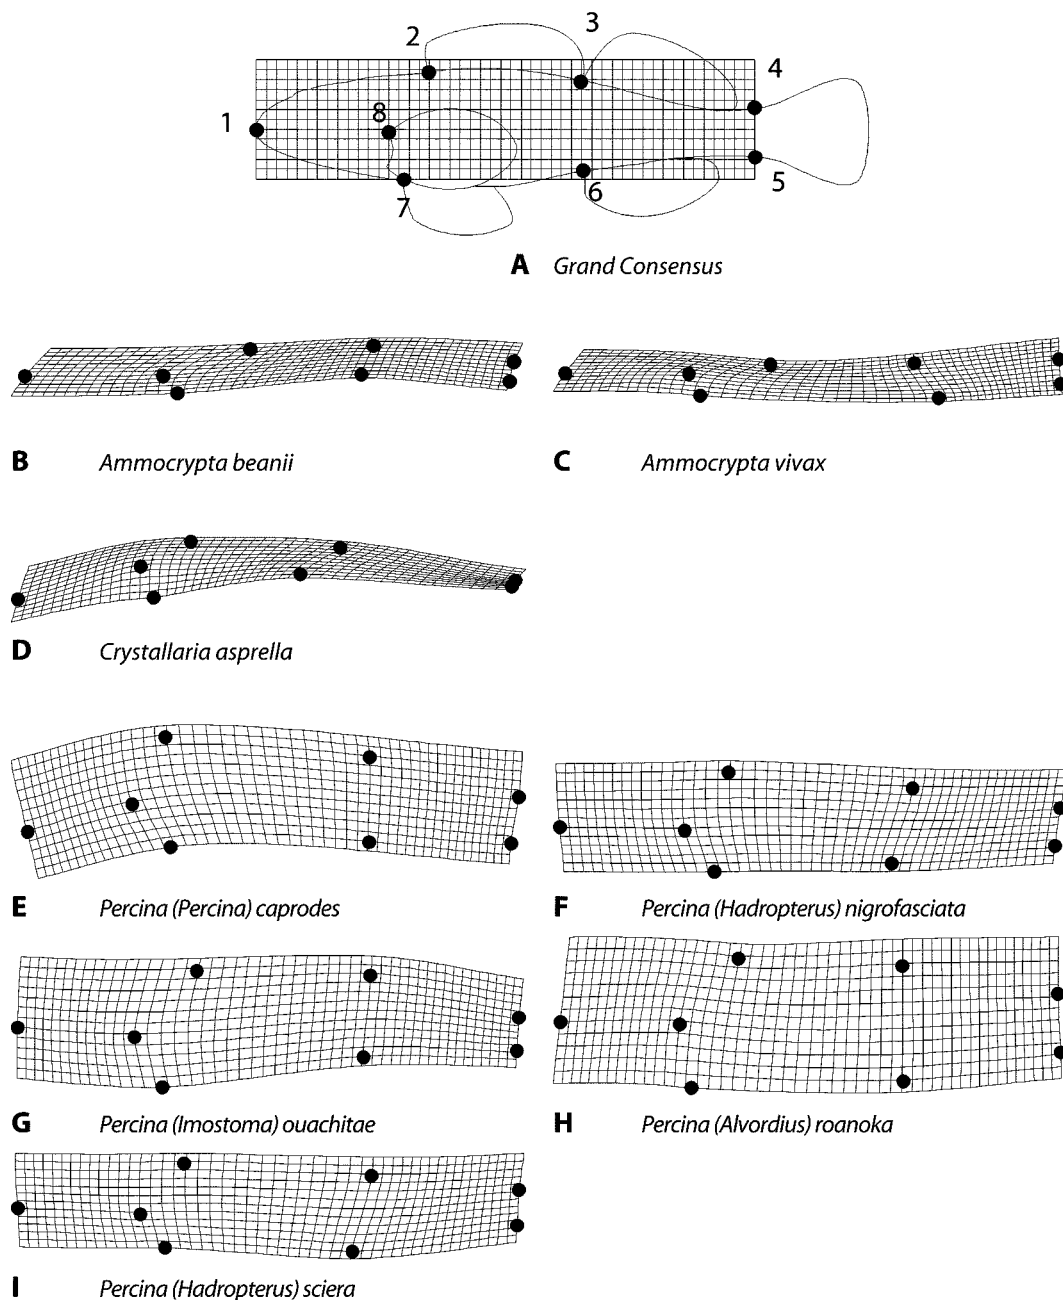 2 3
4
1 8
5
6
7
A Grand Consensus
B Ammocrypta beanii
C Ammocrypta vivax
D Crystallaria asprella
E Percina (Percina) caprodes
F Percina (Hadropterus) nigrofasciata
G Percina (Imostoma) ouachitae
H Percina (Alvordius) roanoka
I Percina (Hadropterus) sciera